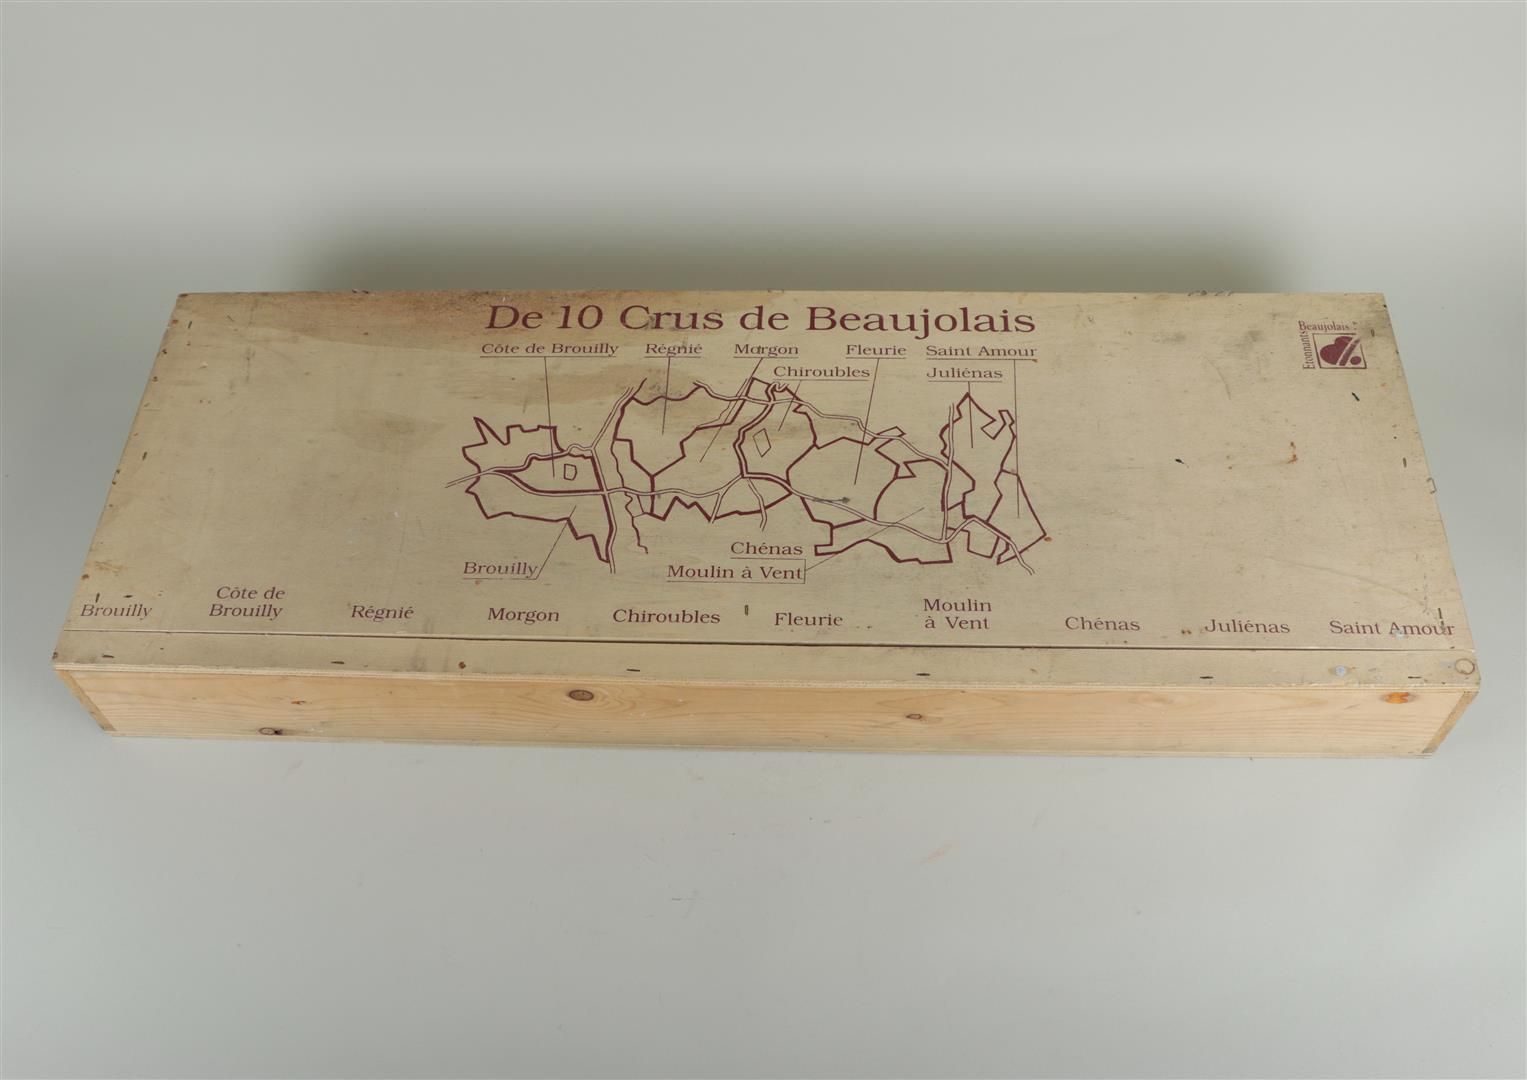 De 10 Crus de Beaujolais
Beaujolais
Etonnants
Côte de Brouilly
Régnié
Morgon
Fleurie
Saint Amour
Chiroubles
Juliénas
Chénas
Brouilly
Moulin à Vent
Brouilly
Côte de
Brouilly
Régnié
Morgon
Chiroubles
Fleurie
Moulin
à Vent
Chénas
Juliénas
Saint Amour